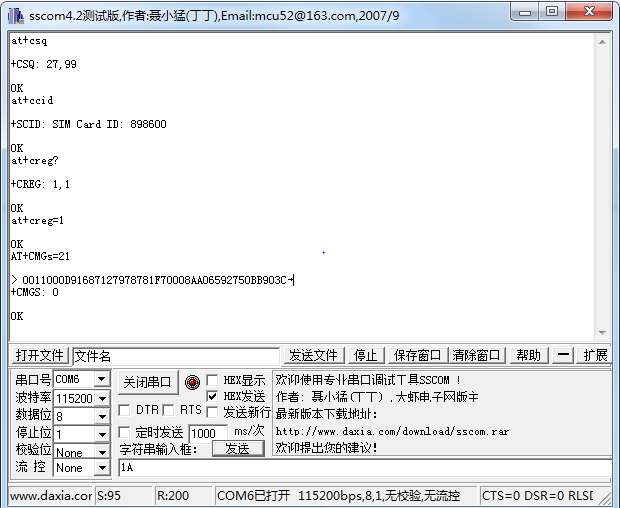 sscom4.2测试版,作者:聂小猛(丁丁),Email:mcu52@163.com,2007/9
at+csq
+CSQ: 27,99
OK
at+ccid
+SCID: SIM Card ID: 898600
OK
at+creg?
+CREG: 1,1
OK
at+creg=1
OK
AT+CMGs=21
> 0011000D91687127978781F70008AA06592750BB903C→
+CMGS: 0
OK
打开文件 文件名 发送文件 停止 保存窗口 清除窗口 帮助 一 扩展
串口号 COM6 关闭串口 HEX显示
波特率 115200 HEX发送
数据位 8 DTR RTS 发送新行
停止位 1 定时发送 1000 ms/次
校验位 None 字符串输入框: 发送
流 控 None 1A
欢迎使用专业串口调试工具SSCOM !
作者: 聂小猛(丁丁) ,大虾电子网版主
最新版本下载地址:
http://www.daxia.com/download/sscom.rar
欢迎提出您的建议!
www.daxia.cor S:95 R:200 COM6已打开 115200bps,8,1,无校验,无流控 CTS=0 DSR=0 RLSD